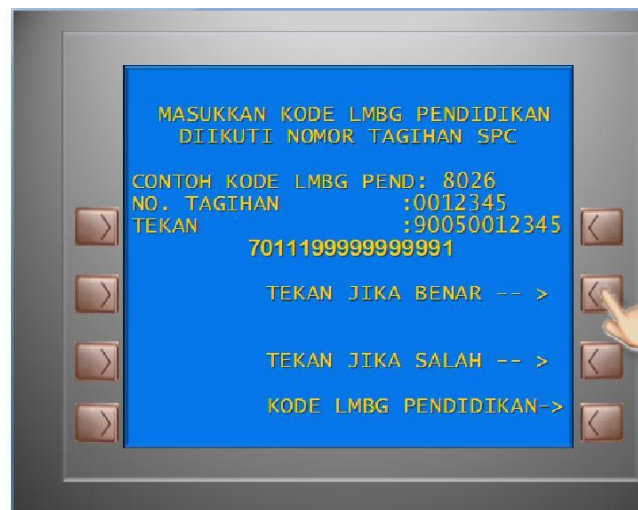 MASUKKAN KODE LMBG PENDIDIKAN
DIIKUTI NOMOR TAGIHAN SPC
CONTOH KODE LMBG PEND: 8026
NO. TAGIHAN :0012345
TEKAN :90050012345
7011199999999991
TEKAN JIKA BENAR -- >
TEKAN JIKA SALAH -- >
KODE LMBG PENDIDIKAN->